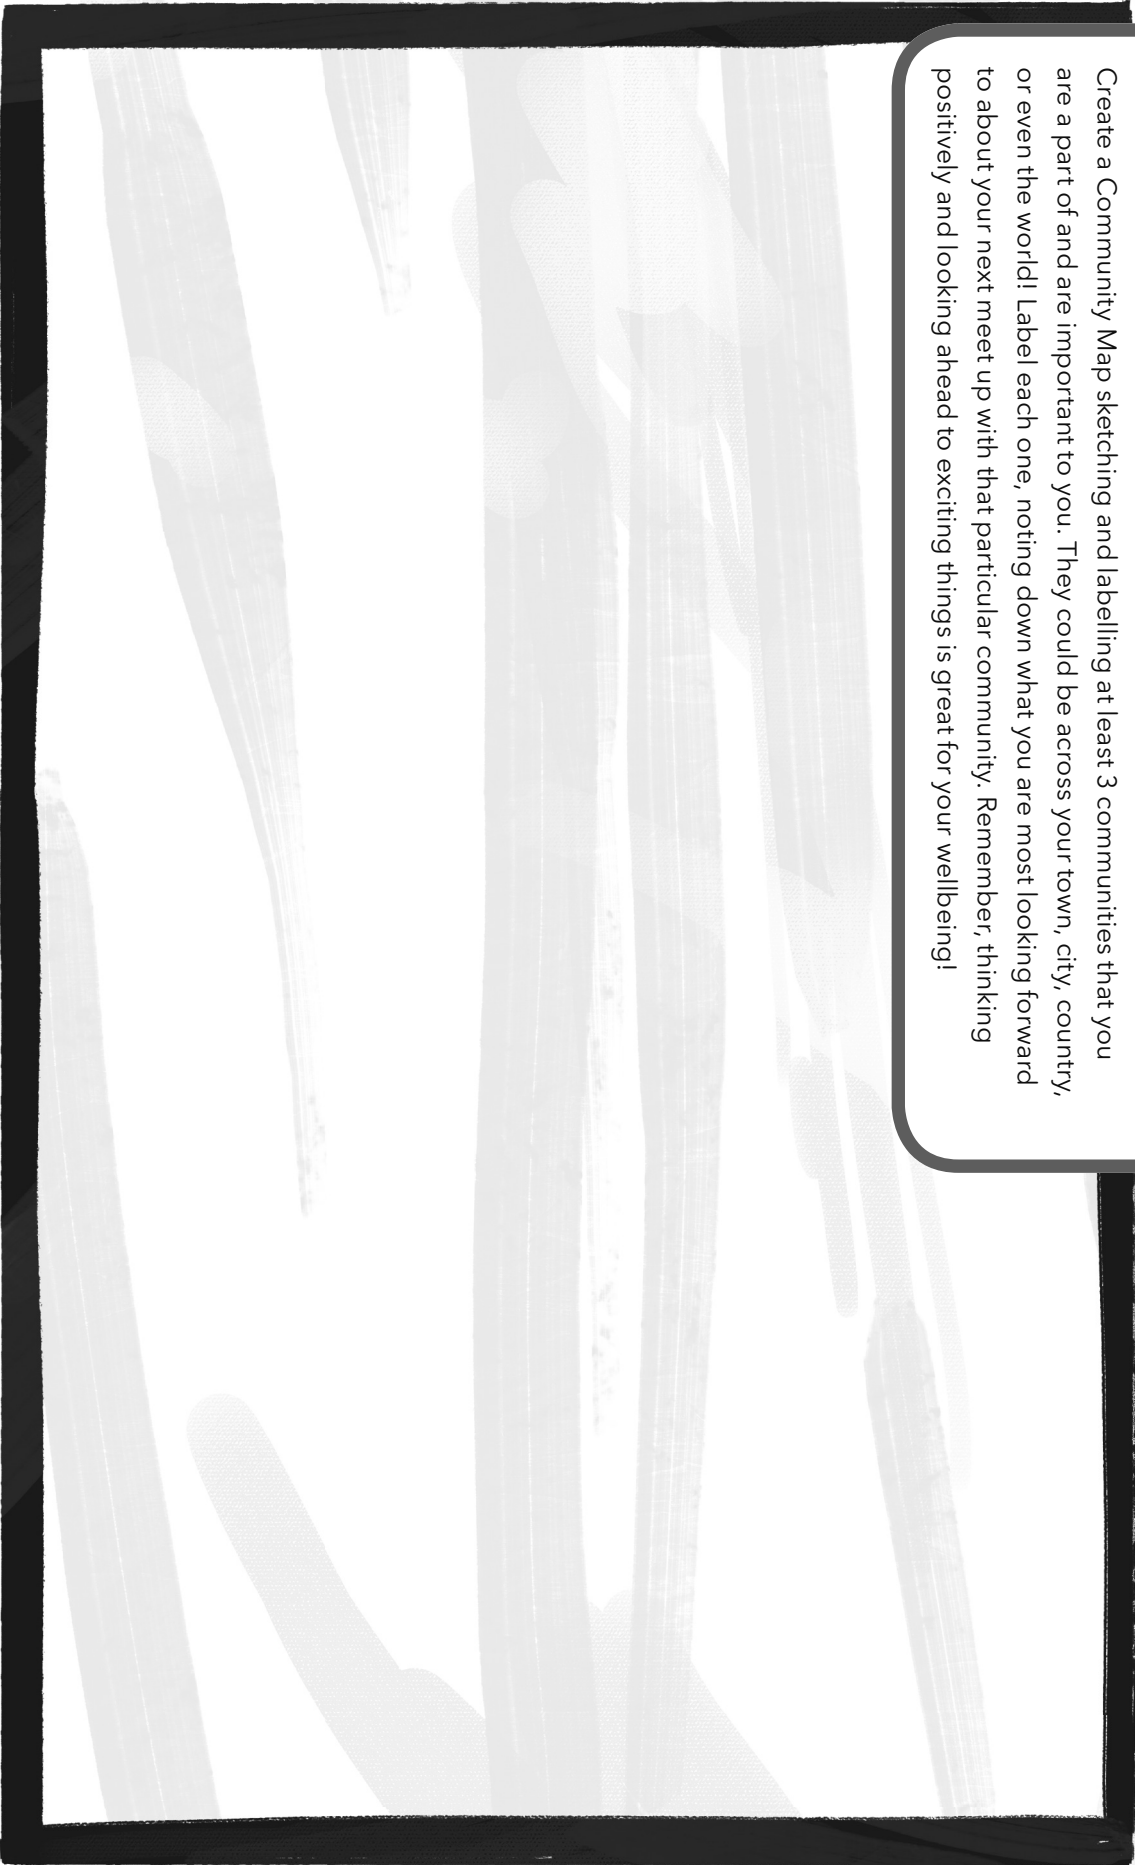 Create a Community Map sketching and labelling at least 3 communities that you
are a part of and are important to you. They could be across your town, city, country,
or even the world! Label each one, noting down what you are most looking forward
to about your next meet up with that particular community. Remember, thinking
positively and looking ahead to exciting things is great for your wellbeing!